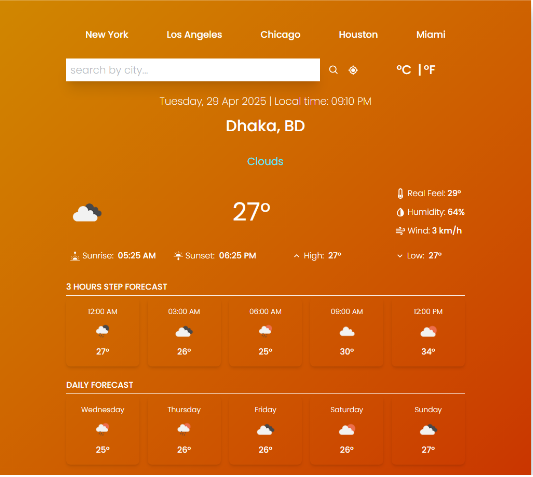 New York Los Angeles Chicago Houston Miami
search by city... °C | °F
Tuesday, 29 Apr 2025 | Local time: 09:10 PM
Dhaka, BD
Clouds
27°
Real Feel: 29°
Humidity: 64%
Wind: 3 km/h
Sunrise: 05:25 AM Sunset: 06:25 PM High: 27° Low: 27°
3 HOURS STEP FORECAST
12:00 AM 03:00 AM 06:00 AM 09:00 AM 12:00 PM
27° 26° 25° 30° 34°
DAILY FORECAST
Wednesday Thursday Friday Saturday Sunday
25° 26° 26° 26° 27°